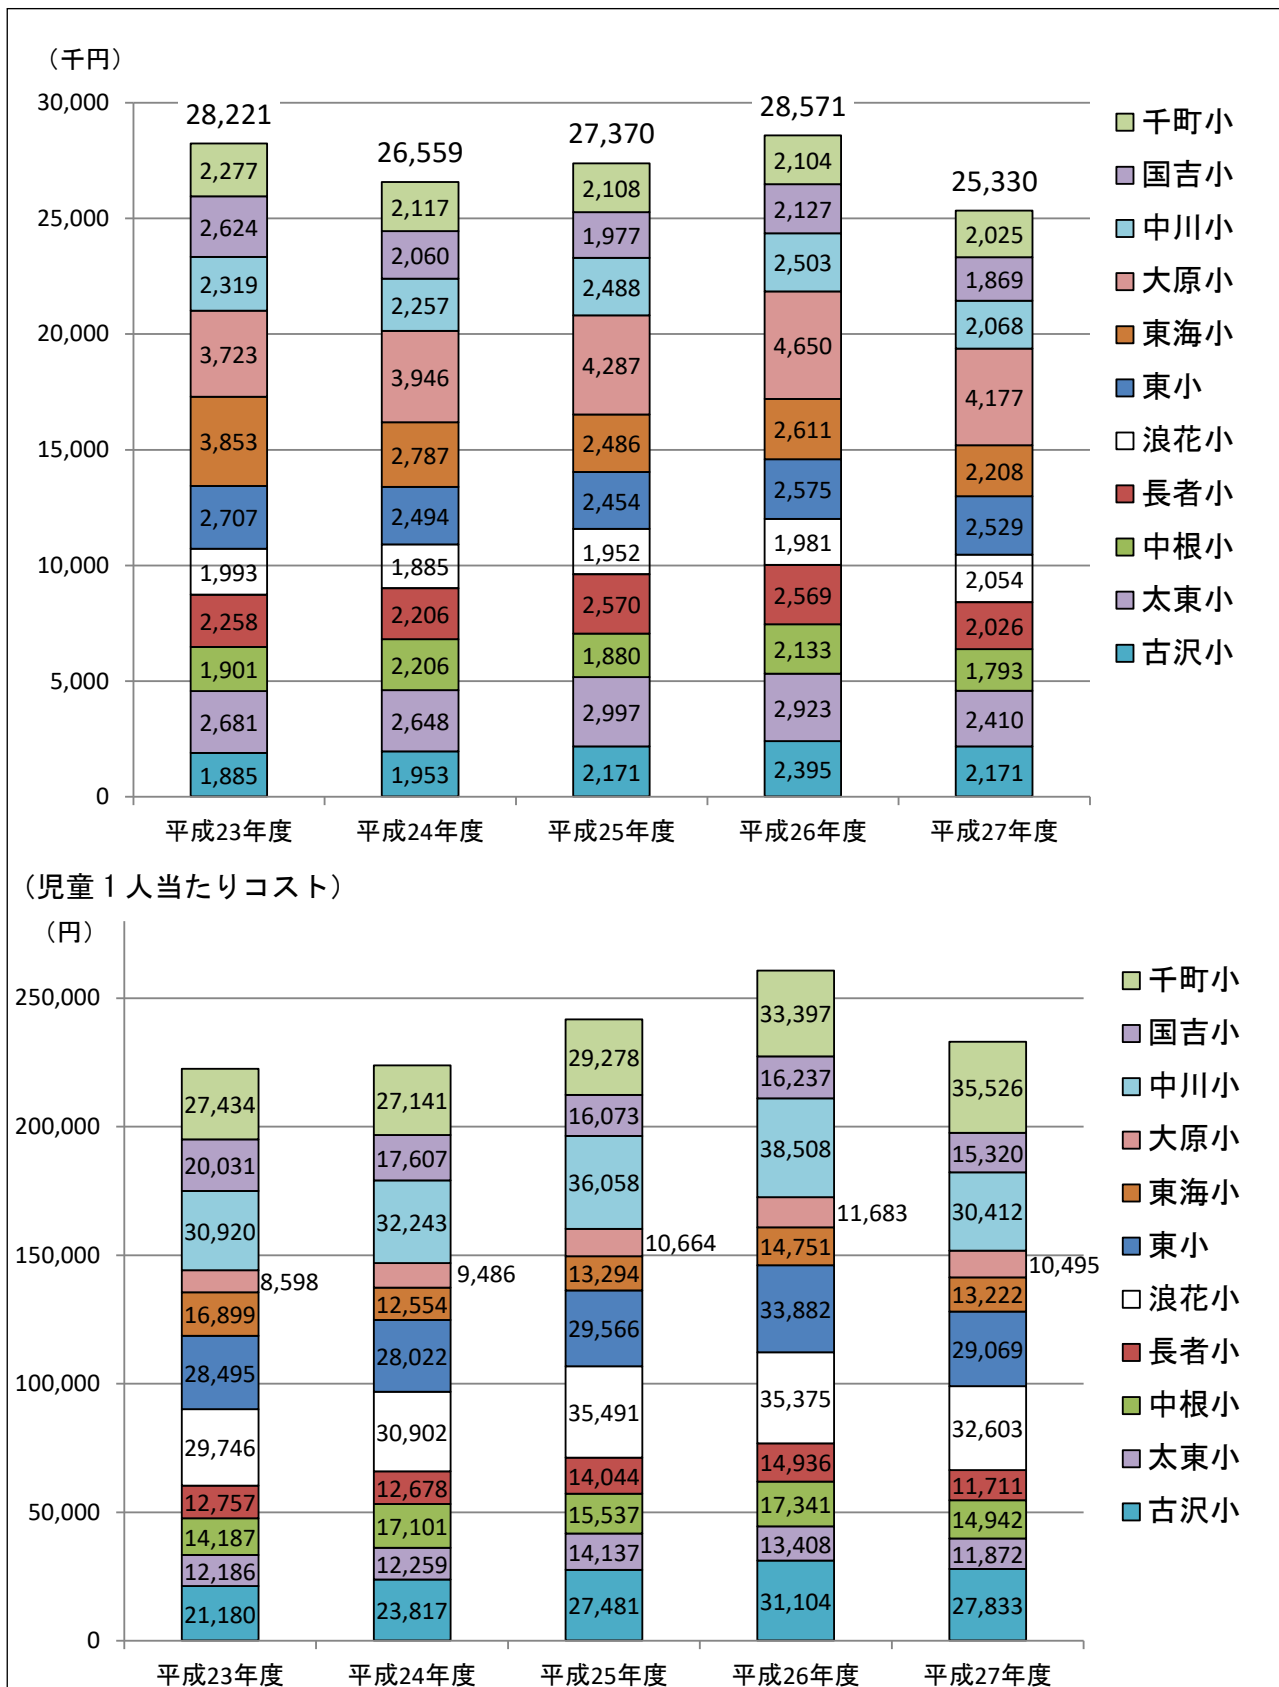 （千円）
30,000
25,000
20,000
15,000
10,000
5,000
0
28,221 26,559 27,370 28,571 25,330
2,277 2,117 2,108 2,104 2,025
2,624 2,060 1,977 2,127 1,869
2,319 2,257 2,488 2,503 2,068
3,723 3,946 4,287 4,650 4,177
3,853 2,787 2,486 2,611 2,208
2,707 2,494 2,454 2,575 2,529
1,993 1,885 1,952 1,981 2,054
2,258 2,206 2,570 2,569 2,026
1,901 2,206 1,880 2,133 1,793
2,681 2,648 2,997 2,923 2,410
1,885 1,953 2,171 2,395 2,171
平成23年度 平成24年度 平成25年度 平成26年度 平成27年度
千町小
国吉小
中川小
大原小
東海小
東小
浪花小
長者小
中根小
太東小
古沢小
（児童１人当たりコスト）
（円）
250,000
200,000
150,000
100,000
50,000
0
27,434 27,141 29,278 33,397 35,526
20,031 17,607 16,073 16,237 15,320
30,920 32,243 36,058 38,508 30,412
8,598 9,486 10,664 11,683 10,495
16,899 12,554 13,294 14,751 13,222
28,495 28,022 29,566 33,882 29,069
29,746 30,902 35,491 35,375 32,603
12,757 12,678 14,044 14,936 11,711
14,187 17,101 15,537 17,341 14,942
12,186 12,259 14,137 13,408 11,872
21,180 23,817 27,481 31,104 27,833
平成23年度 平成24年度 平成25年度 平成26年度 平成27年度
千町小
国吉小
中川小
大原小
東海小
東小
浪花小
長者小
中根小
太東小
古沢小